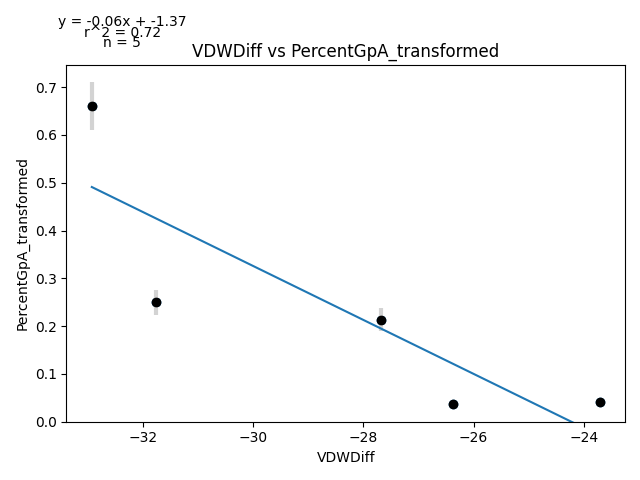 y = -0.06x + -1.37
r^2 = 0.72
n = 5
VDWDiff vs PercentGpA_transformed
PercentGpA_transformed
0.7
0.6
0.5
0.4
0.3
0.2
0.1
0.0
−32 −30 −28 −26 −24
VDWDiff